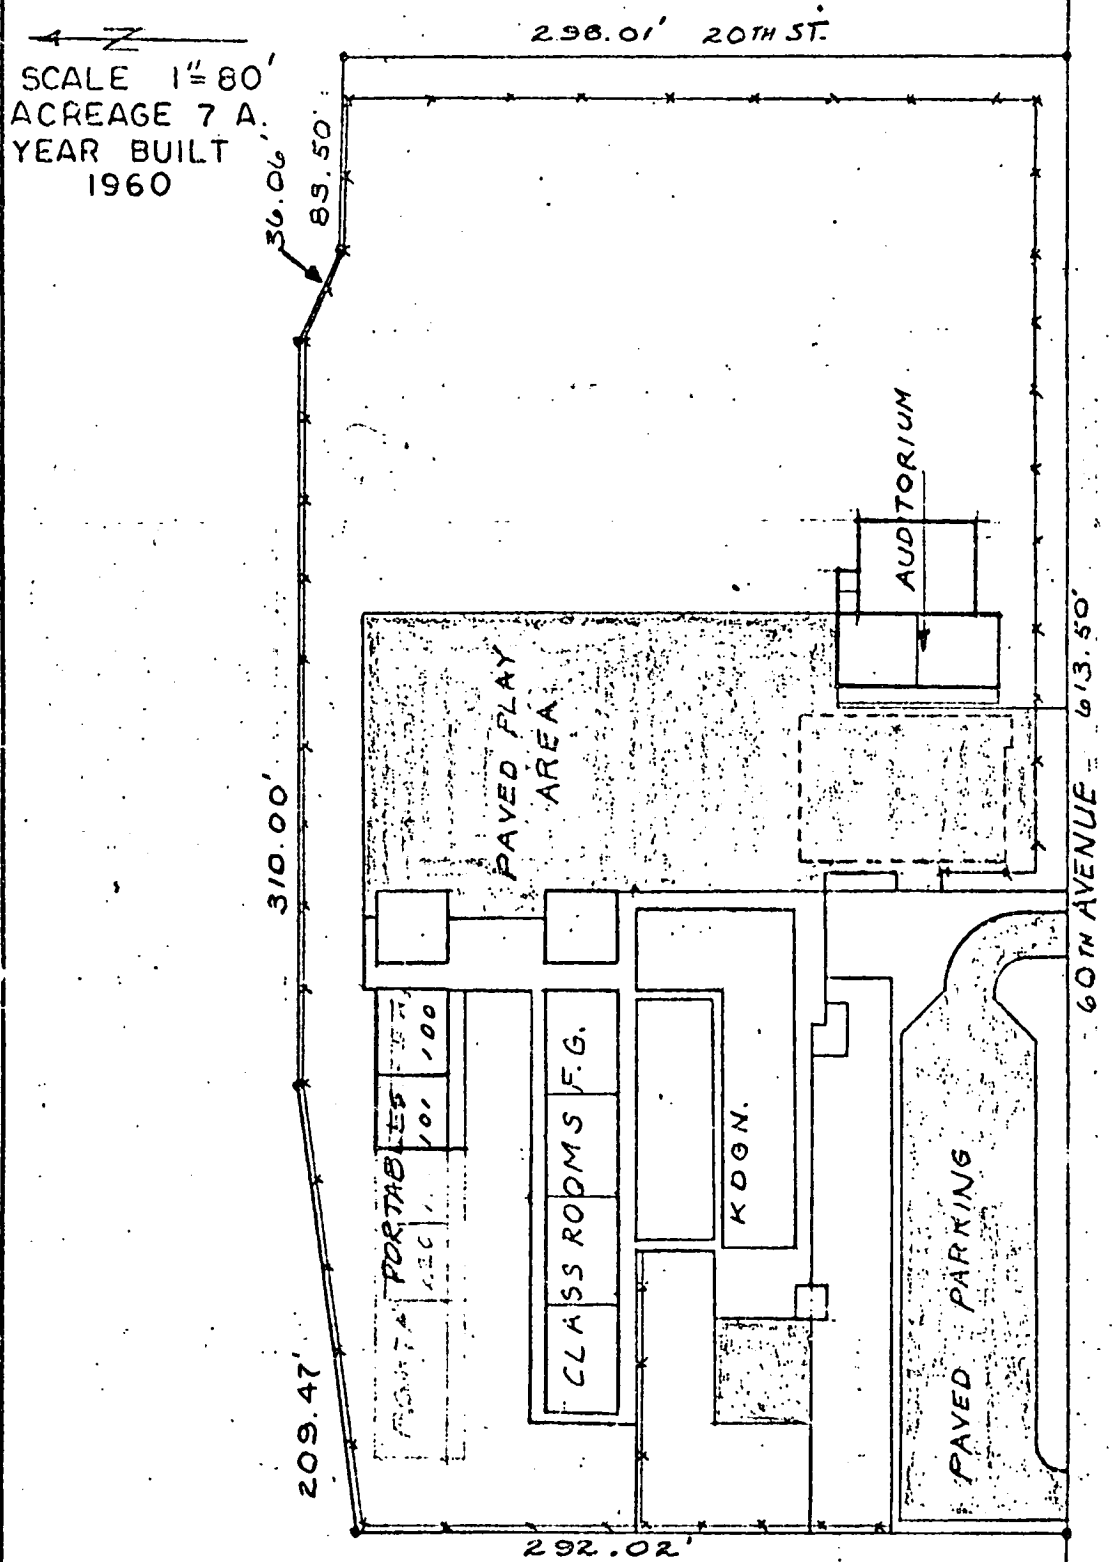 298.01' 20TH ST.
Z
SCALE 1"=80'
ACREAGE 7 A.
YEAR BUILT
1960
36.06'
83.50'
310.00'
209.47'
292.02'
60TH AVENUE = 613.50'
AUDITORIUM
PAVED PLAY
AREA
PORTABLES
101 100
CLASSROOMS F.G.
KDGN.
PAVED PARKING